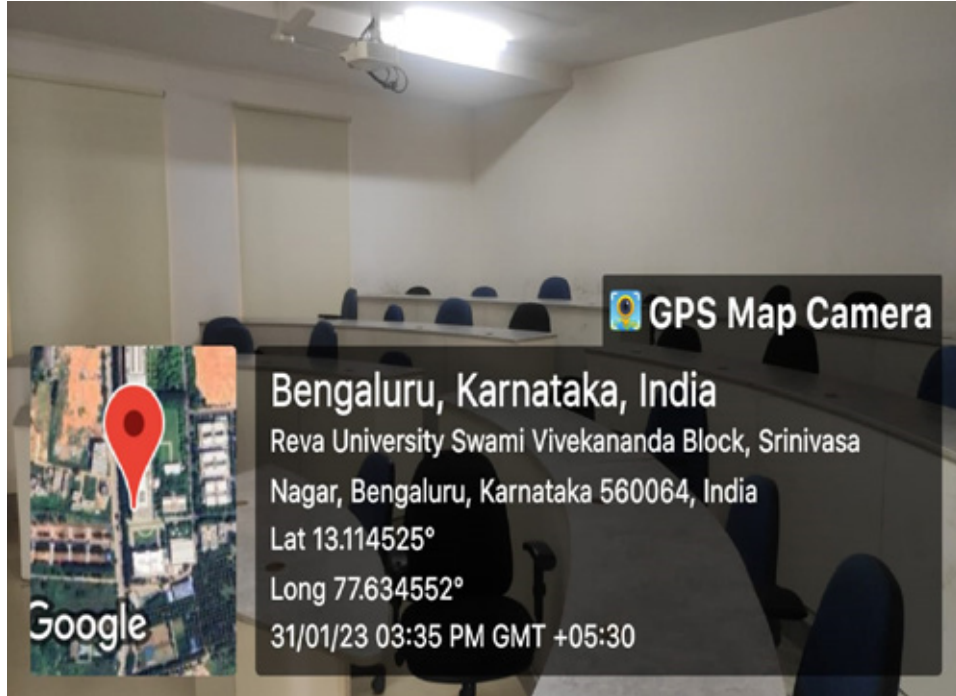 GPS Map Camera
Bengaluru, Karnataka, India
Reva University Swami Vivekananda Block, Srinivasa
Nagar, Bengaluru, Karnataka 560064, India
Lat 13.114525°
Long 77.634552°
31/01/23 03:35 PM GMT +05:30
Google